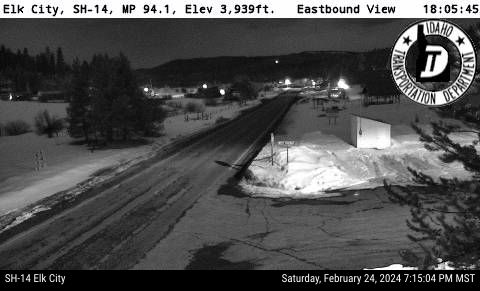 Elk City, SH-14, MP 94.1, Elev 3,939ft. Eastbound View 18:05:45
IDAHO
TRANSPORTATION DEPARTMENT
SH-14 Elk City Saturday, February 24, 2024 7:15:04 PM MST